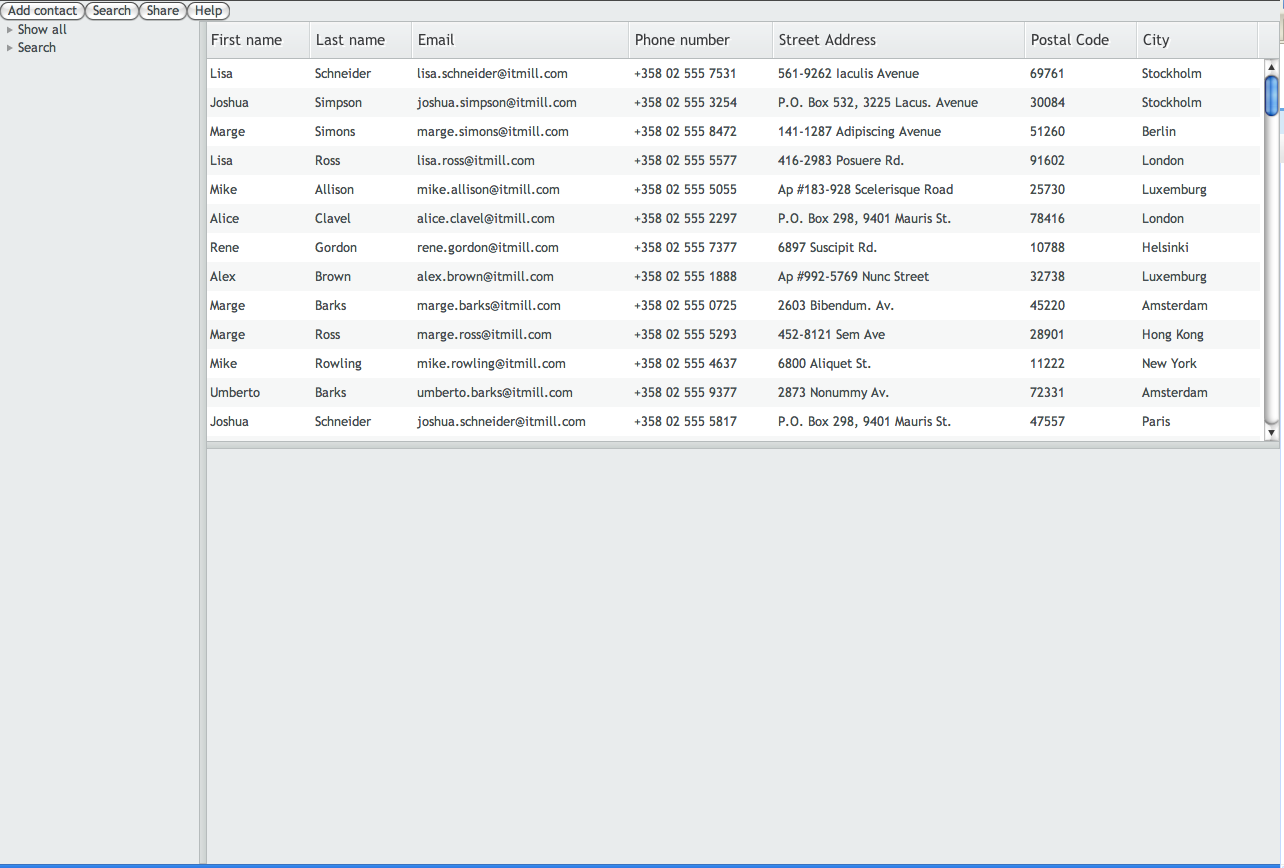 Add contact Search Share Help
Show all
Search
First name Last name Email Phone number Street Address Postal Code City
Lisa Schneider lisa.schneider@itmill.com +358 02 555 7531 561-9262 Iaculis Avenue 69761 Stockholm
Joshua Simpson joshua.simpson@itmill.com +358 02 555 3254 P.O. Box 532, 3225 Lacus. Avenue 30084 Stockholm
Marge Simons marge.simons@itmill.com +358 02 555 8472 141-1287 Adipiscing Avenue 51260 Berlin
Lisa Ross lisa.ross@itmill.com +358 02 555 5577 416-2983 Posuere Rd. 91602 London
Mike Allison mike.allison@itmill.com +358 02 555 5055 Ap #183-928 Scelerisque Road 25730 Luxemburg
Alice Clavel alice.clavel@itmill.com +358 02 555 2297 P.O. Box 298, 9401 Mauris St. 78416 London
Rene Gordon rene.gordon@itmill.com +358 02 555 7377 6897 Suscipit Rd. 10788 Helsinki
Alex Brown alex.brown@itmill.com +358 02 555 1888 Ap #992-5769 Nunc Street 32738 Luxemburg
Marge Barks marge.barks@itmill.com +358 02 555 0725 2603 Bibendum. Av. 45220 Amsterdam
Marge Ross marge.ross@itmill.com +358 02 555 5293 452-8121 Sem Ave 28901 Hong Kong
Mike Rowling mike.rowling@itmill.com +358 02 555 4637 6800 Aliquet St. 11222 New York
Umberto Barks umberto.barks@itmill.com +358 02 555 9377 2873 Nonummy Av. 72331 Amsterdam
Joshua Schneider joshua.schneider@itmill.com +358 02 555 5817 P.O. Box 298, 9401 Mauris St. 47557 Paris